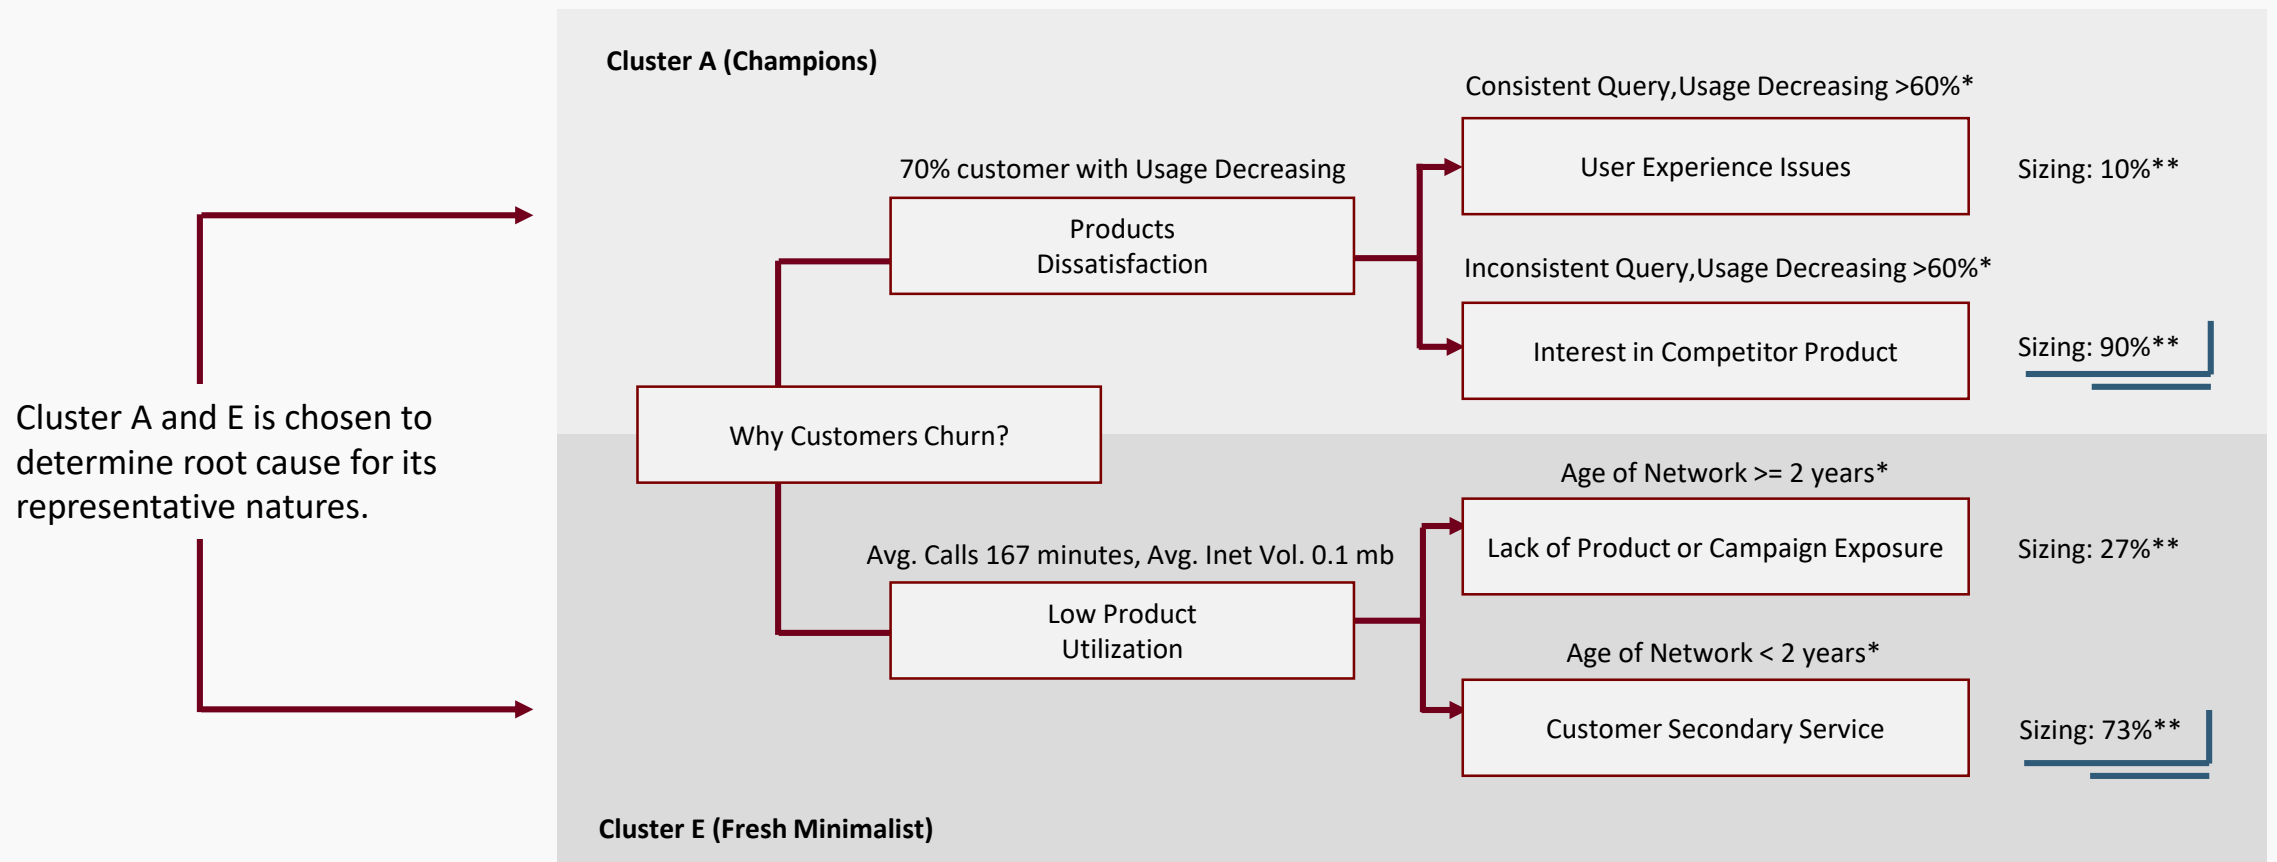 Cluster A and E is chosen to
determine root cause for its
representative natures.
Cluster A (Champions)
Why Customers Churn?
70% customer with Usage Decreasing
Products
Dissatisfaction
Consistent Query,Usage Decreasing >60%*
User Experience Issues
Sizing: 10%**
Inconsistent Query,Usage Decreasing >60%*
Interest in Competitor Product
Sizing: 90%**
Avg. Calls 167 minutes, Avg. Inet Vol. 0.1 mb
Low Product
Utilization
Age of Network >= 2 years*
Lack of Product or Campaign Exposure
Sizing: 27%**
Age of Network < 2 years*
Customer Secondary Service
Sizing: 73%**
Cluster E (Fresh Minimalist)